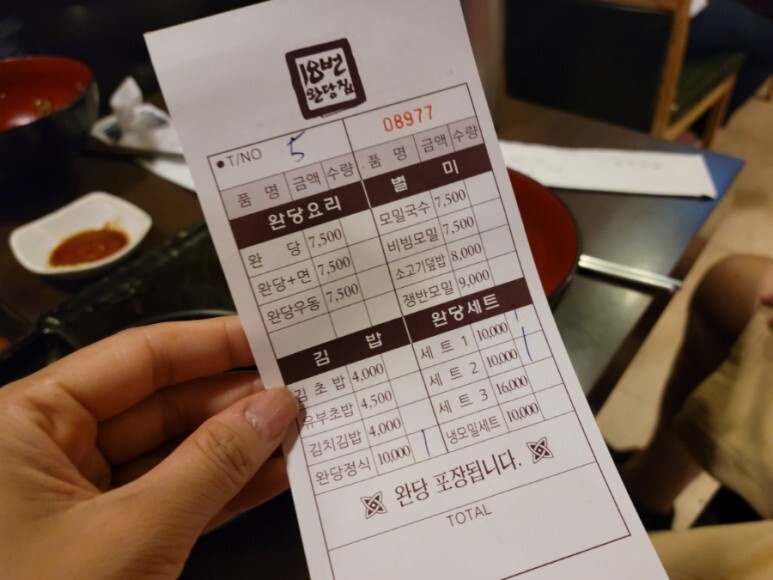 18번
완당집
● T/NO 5 08977
품 명 금액 수량 품 명 금액 수량
완당요리 별 미
완 당 7,500 모밀국수 7,500
완당+면 7,500 비빔모밀 7,500
완당우동 7,500 소고기덮밥 8,000
쟁반모밀 9,000
김 밥 완당세트
김초밥 4,000 세트1 10,000
유부초밥 4,500 세트2 10,000
김치김밥 4,000 세트3 16,000
완당정식 10,000 냉모밀세트 10,000
완당 포장됩니다.
TOTAL